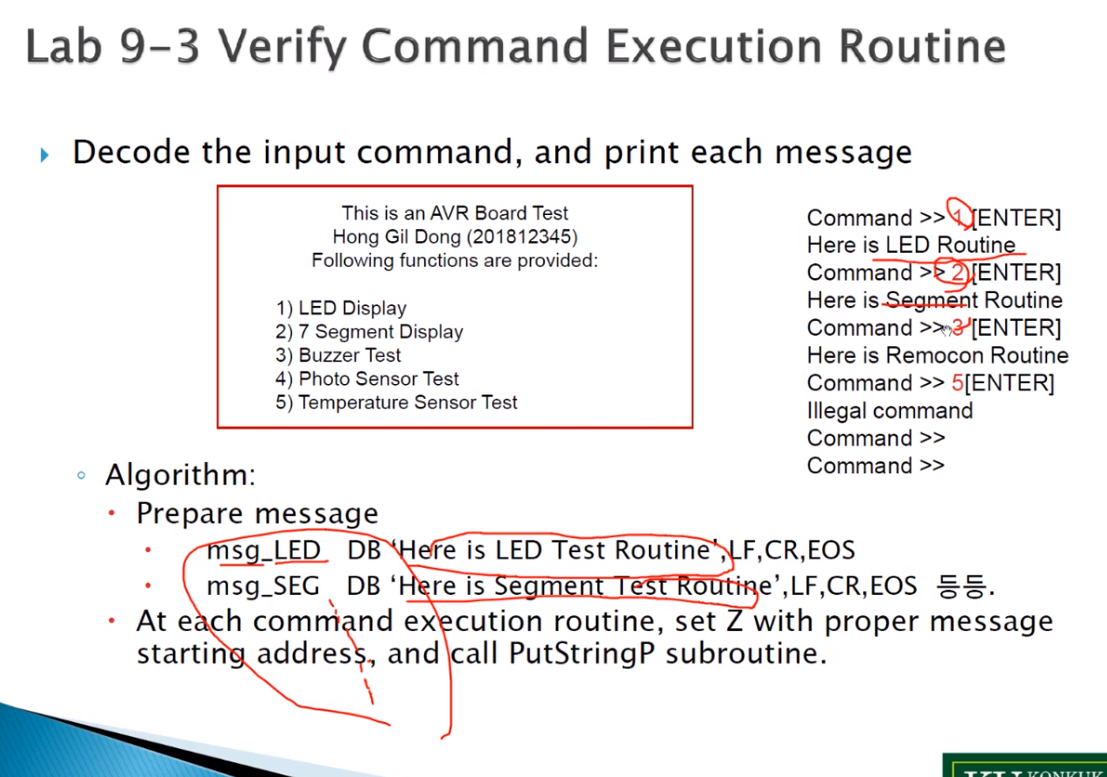 Lab 9-3 Verify Command Execution Routine
Decode the input command, and print each message
This is an AVR Board Test
Hong Gil Dong (201812345)
Following functions are provided:
1) LED Display
2) 7 Segment Display
3) Buzzer Test
4) Photo Sensor Test
5) Temperature Sensor Test
Command >> 1[ENTER]
Here is LED Routine
Command >> 2[ENTER]
Here is Segment Routine
Command >> 3[ENTER]
Here is Remocon Routine
Command >> 5[ENTER]
Illegal command
Command >>
Command >>
Algorithm:
Prepare message
msg_LED DB ‘Here is LED Test Routine’,LF,CR,EOS
msg_SEG DB ‘Here is Segment Test Routine’,LF,CR,EOS 등등.
At each command execution routine, set Z with proper message
starting address, and call PutStringP subroutine.